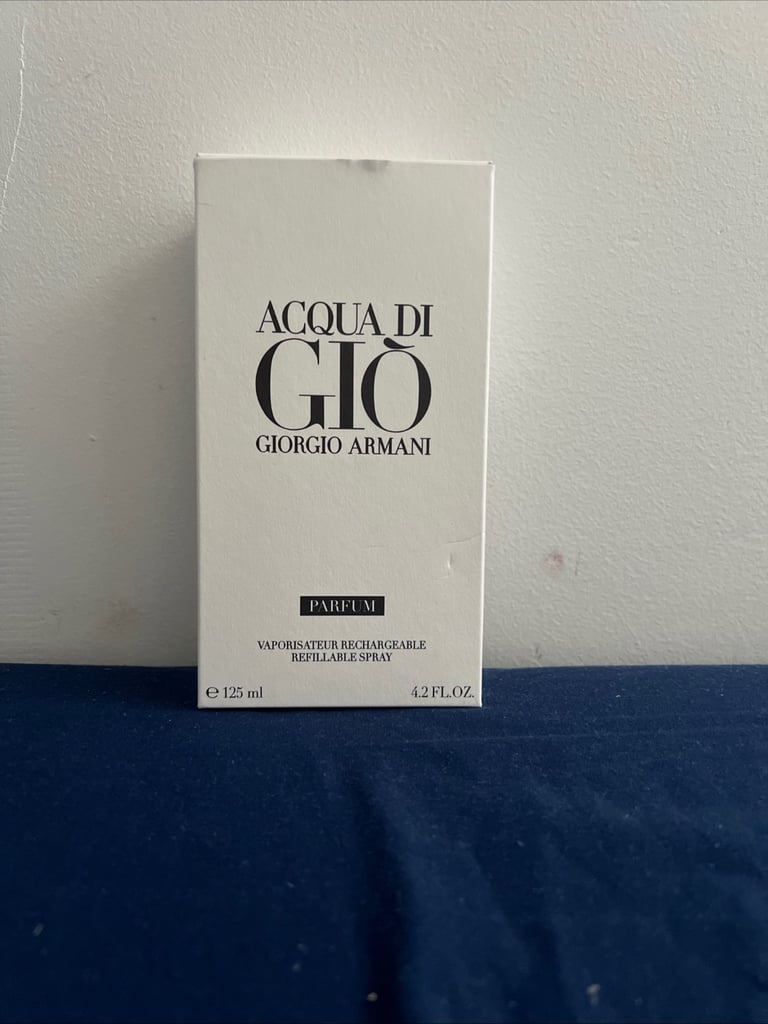 ACQUA DI
GIÒ
GIORGIO ARMANI
PARFUM
VAPORISATEUR RECHARGEABLE
REFILLABLE SPRAY
℮ 125 ml 4.2 FL.OZ.